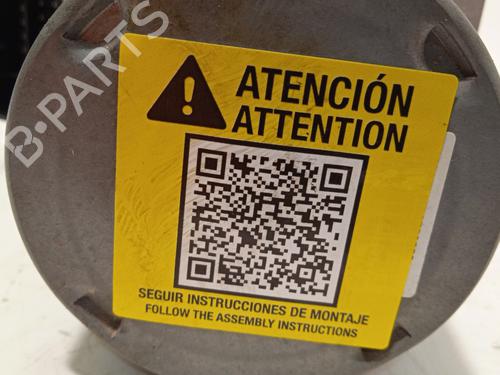 B-PARTS
ATENCIÓN
ATTENTION
SEGUIR INSTRUCCIONES DE MONTAJE
FOLLOW THE ASSEMBLY INSTRUCTIONS